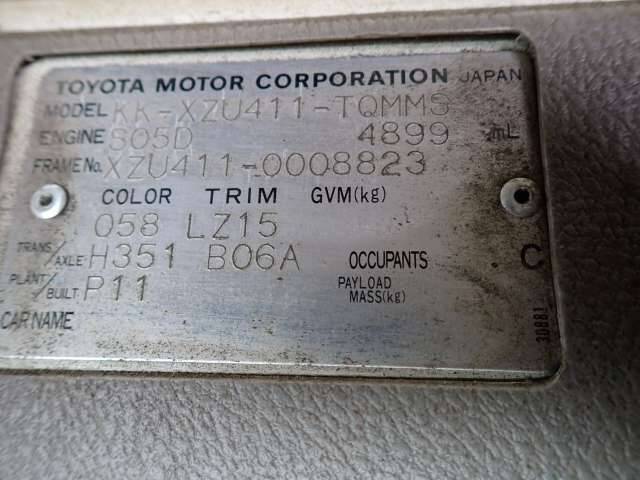 TOYOTA MOTOR CORPORATION JAPAN
MODEL KK-XZU411-TQMMS
ENGINE S05D 4899 mL
FRAME No. XZU411-0008823
COLOR TRIM GVM(kg)
058 LZ15
TRANS/AXLE H351 B06A OCCUPANTS C
PLANT/BUILT P11 PAYLOAD MASS(kg)
CAR NAME
30881